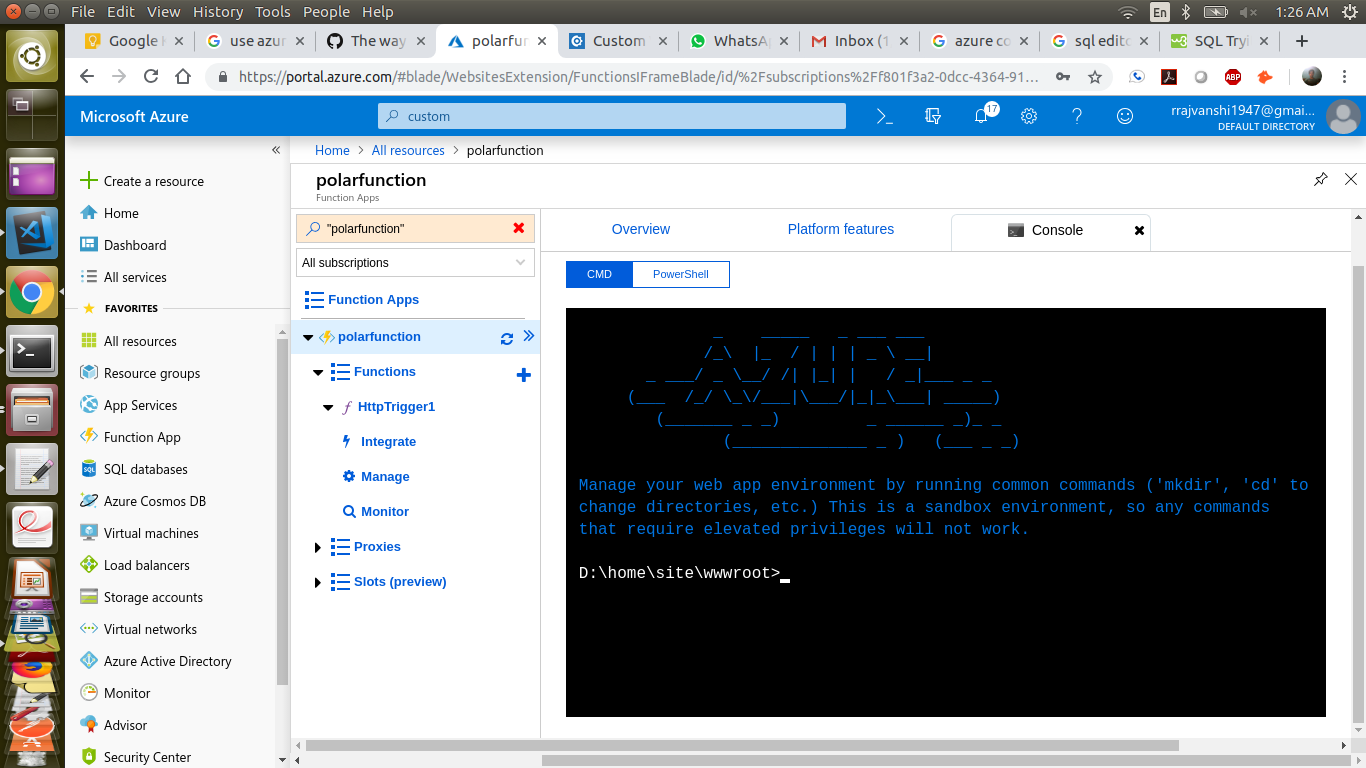 File Edit View History Tools People Help
En
1:26 AM
Google
use azur
The way
polarfun
Custom
WhatsA
Inbox (1
azure co
sql edito
SQL Tryi
https://portal.azure.com/#blade/WebsitesExtension/FunctionsIFrameBlade/id/%2Fsubscriptions%2Ff801f3a2-0dcc-4364-91...
ABP
Microsoft Azure
custom
17
rrajvanshi1947@gmai...
DEFAULT DIRECTORY
Home > All resources > polarfunction
«
Create a resource
Home
Dashboard
All services
FAVORITES
All resources
Resource groups
App Services
Function App
SQL databases
Azure Cosmos DB
Virtual machines
Load balancers
Storage accounts
Virtual networks
Azure Active Directory
Monitor
Advisor
Security Center
polarfunction
Function Apps
"polarfunction"
All subscriptions
Function Apps
polarfunction
Functions
HttpTrigger1
Integrate
Manage
Monitor
Proxies
Slots (preview)
Overview
Platform features
Console
CMD
PowerShell
AZURE
Manage your web app environment by running common commands ('mkdir', 'cd' to
change directories, etc.) This is a sandbox environment, so any commands
that require elevated privileges will not work.
D:\home\site\wwwroot>